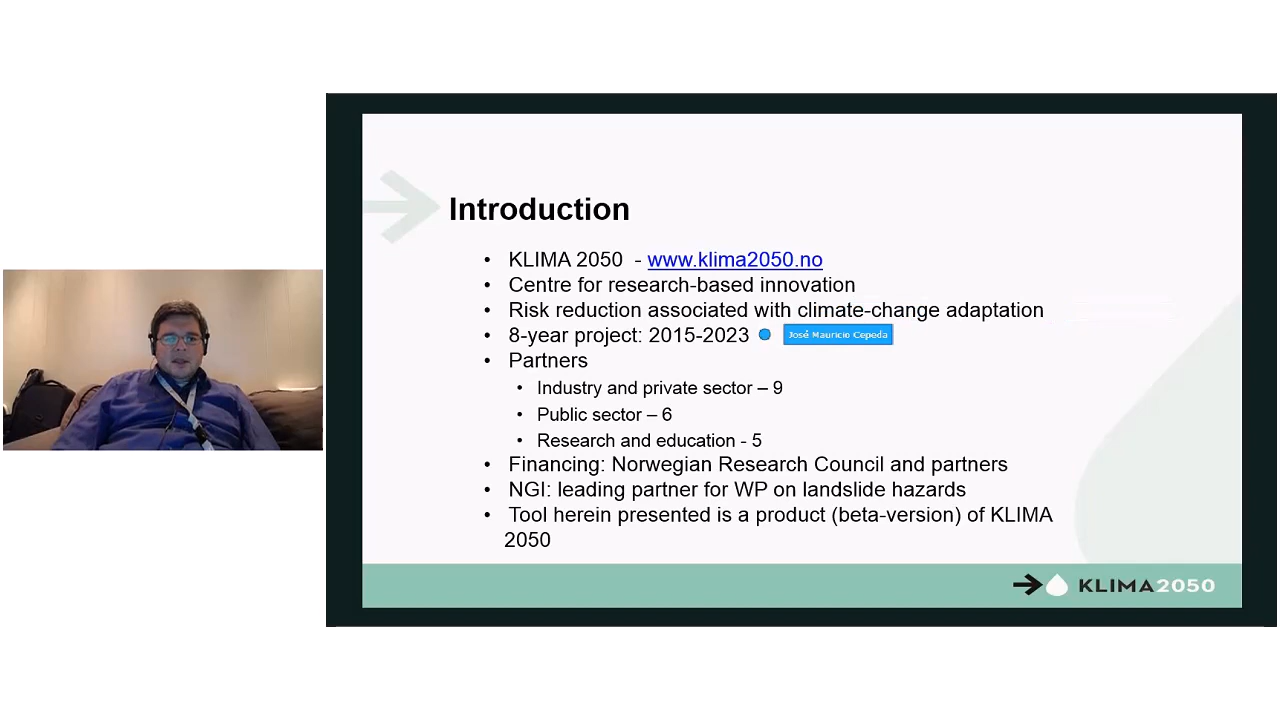 Introduction
• KLIMA 2050 - www.klima2050.no
• Centre for research-based innovation
• Risk reduction associated with climate-change adaptation
• 8-year project: 2015-2023
José Mauricio Cepeda
• Partners
• Industry and private sector – 9
• Public sector – 6
• Research and education - 5
• Financing: Norwegian Research Council and partners
• NGI: leading partner for WP on landslide hazards
• Tool herein presented is a product (beta-version) of KLIMA
2050
KLIMA2050